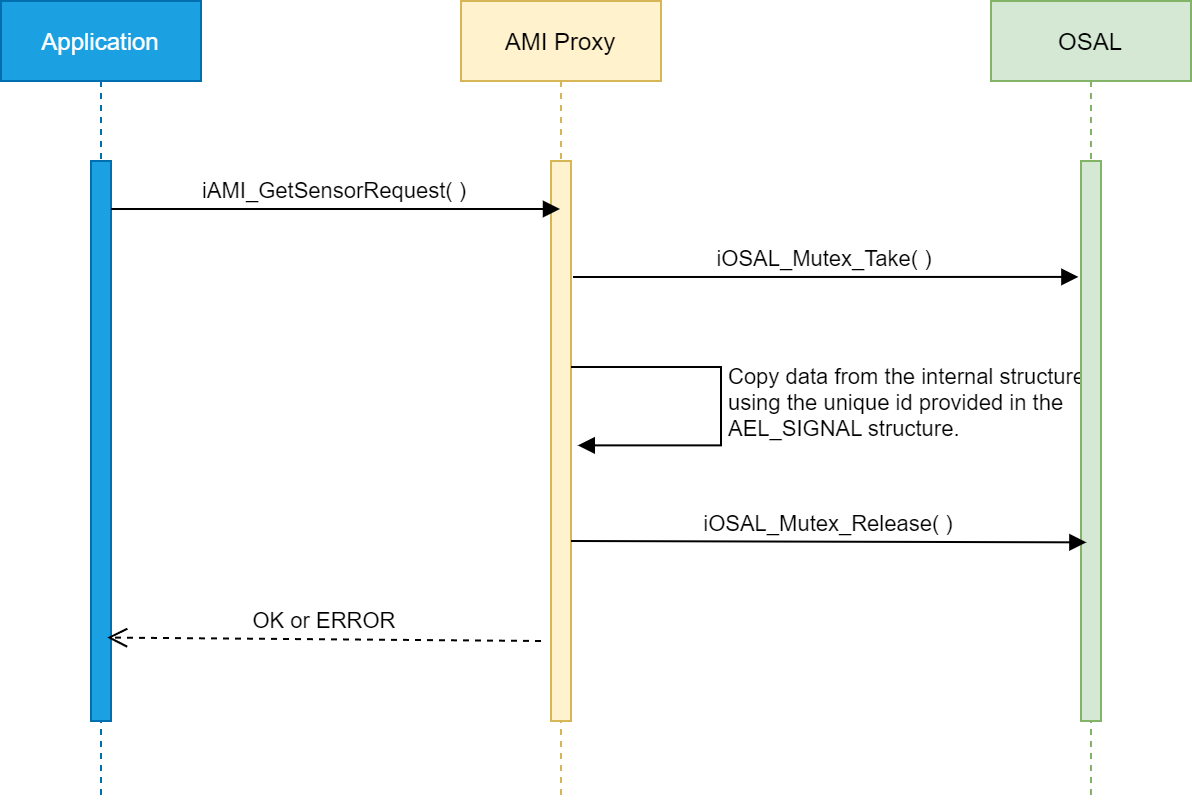 Application
AMI Proxy
OSAL
iAMI_GetSensorRequest( )
iOSAL_Mutex_Take( )
Copy data from the internal structure
using the unique id provided in the
AEL_SIGNAL structure.
iOSAL_Mutex_Release( )
OK or ERROR